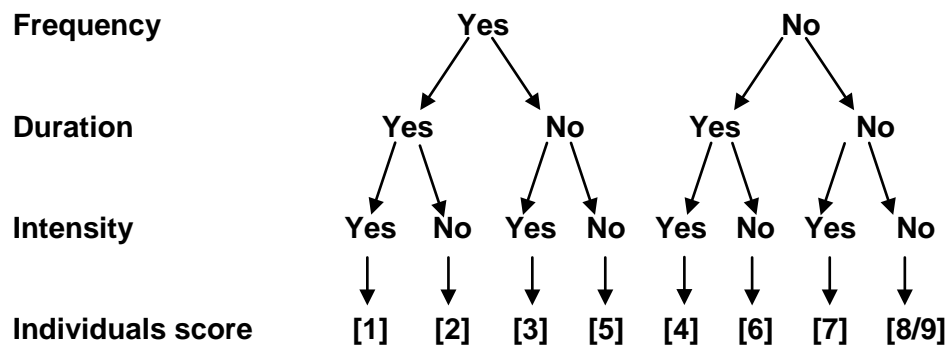 Frequency Yes No
Duration Yes No Yes No
Intensity Yes No Yes No Yes No Yes No
Individuals score [1] [2] [3] [5] [4] [6] [7] [8/9]